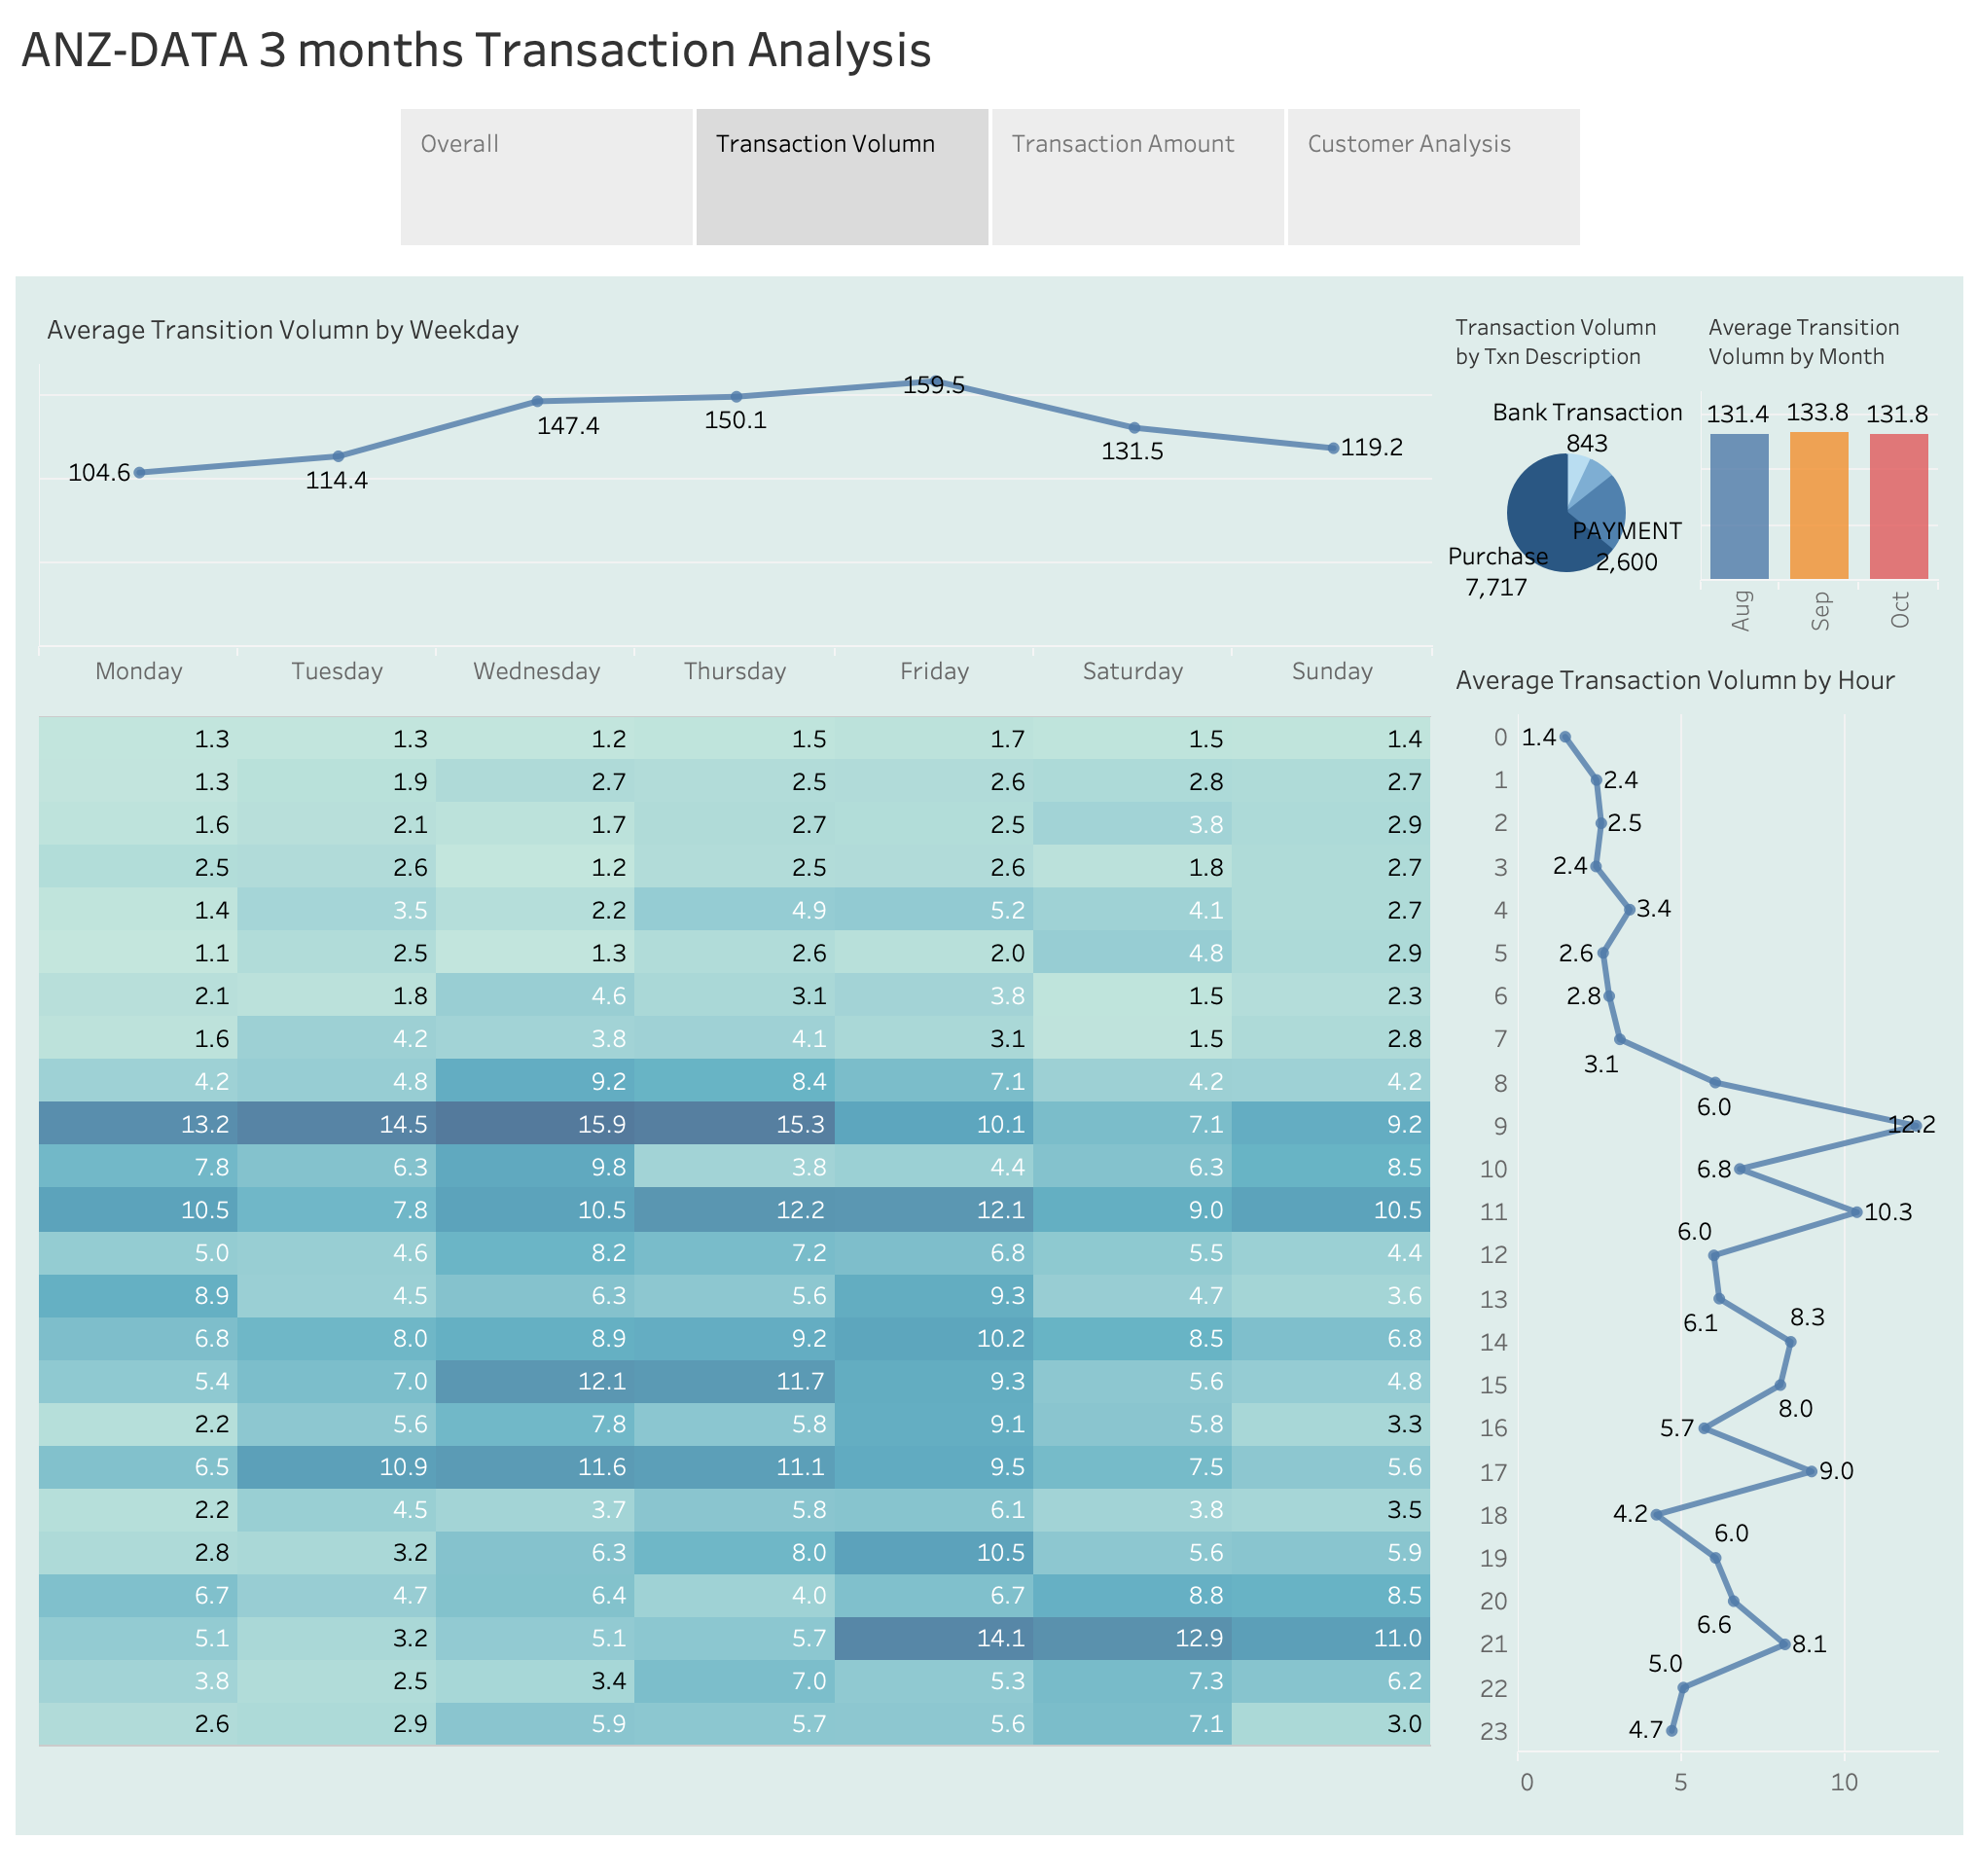 ANZ-DATA 3 months Transaction Analysis
Overall
Transaction Volumn
Transaction Amount
Customer Analysis
Average Transition Volumn by Weekday
104.6
114.4
147.4
150.1
159.5
131.5
119.2
Monday Tuesday Wednesday Thursday Friday Saturday Sunday
1.3 1.3 1.2 1.5 1.7 1.5 1.4
1.3 1.9 2.7 2.5 2.6 2.8 2.7
1.6 2.1 1.7 2.7 2.5 3.8 2.9
2.5 2.6 1.2 2.5 2.6 1.8 2.7
1.4 3.5 2.2 4.9 5.2 4.1 2.7
1.1 2.5 1.3 2.6 2.0 4.8 2.9
2.1 1.8 4.6 3.1 3.8 1.5 2.3
1.6 4.2 3.8 4.1 3.1 1.5 2.8
4.2 4.8 9.2 8.4 7.1 4.2 4.2
13.2 14.5 15.9 15.3 10.1 7.1 9.2
7.8 6.3 9.8 3.8 4.4 6.3 8.5
10.5 7.8 10.5 12.2 12.1 9.0 10.5
5.0 4.6 8.2 7.2 6.8 5.5 4.4
8.9 4.5 6.3 5.6 9.3 4.7 3.6
6.8 8.0 8.9 9.2 10.2 8.5 6.8
5.4 7.0 12.1 11.7 9.3 5.6 4.8
2.2 5.6 7.8 5.8 9.1 5.8 3.3
6.5 10.9 11.6 11.1 9.5 7.5 5.6
2.2 4.5 3.7 5.8 6.1 3.8 3.5
2.8 3.2 6.3 8.0 10.5 5.6 5.9
6.7 4.7 6.4 4.0 6.7 8.8 8.5
5.1 3.2 5.1 5.7 14.1 12.9 11.0
3.8 2.5 3.4 7.0 5.3 7.3 6.2
2.6 2.9 5.9 5.7 5.6 7.1 3.0
Transaction Volumn
by Txn Description
Bank Transaction
843
PAYMENT
2,600
Purchase
7,717
Average Transition
Volumn by Month
131.4 133.8 131.8
Aug
Sep
Oct
Average Transaction Volumn by Hour
0 1.4
1 2.4
2 2.5
3 2.4
4 3.4
5 2.6
6 2.8
7 3.1
8 6.0
9 12.2
10 6.8
11 10.3
12 6.0
13 6.1
14 8.3
15 8.0
16 5.7
17 9.0
18 4.2
19 6.0
20 6.6
21 8.1
22 5.0
23 4.7
0 5 10